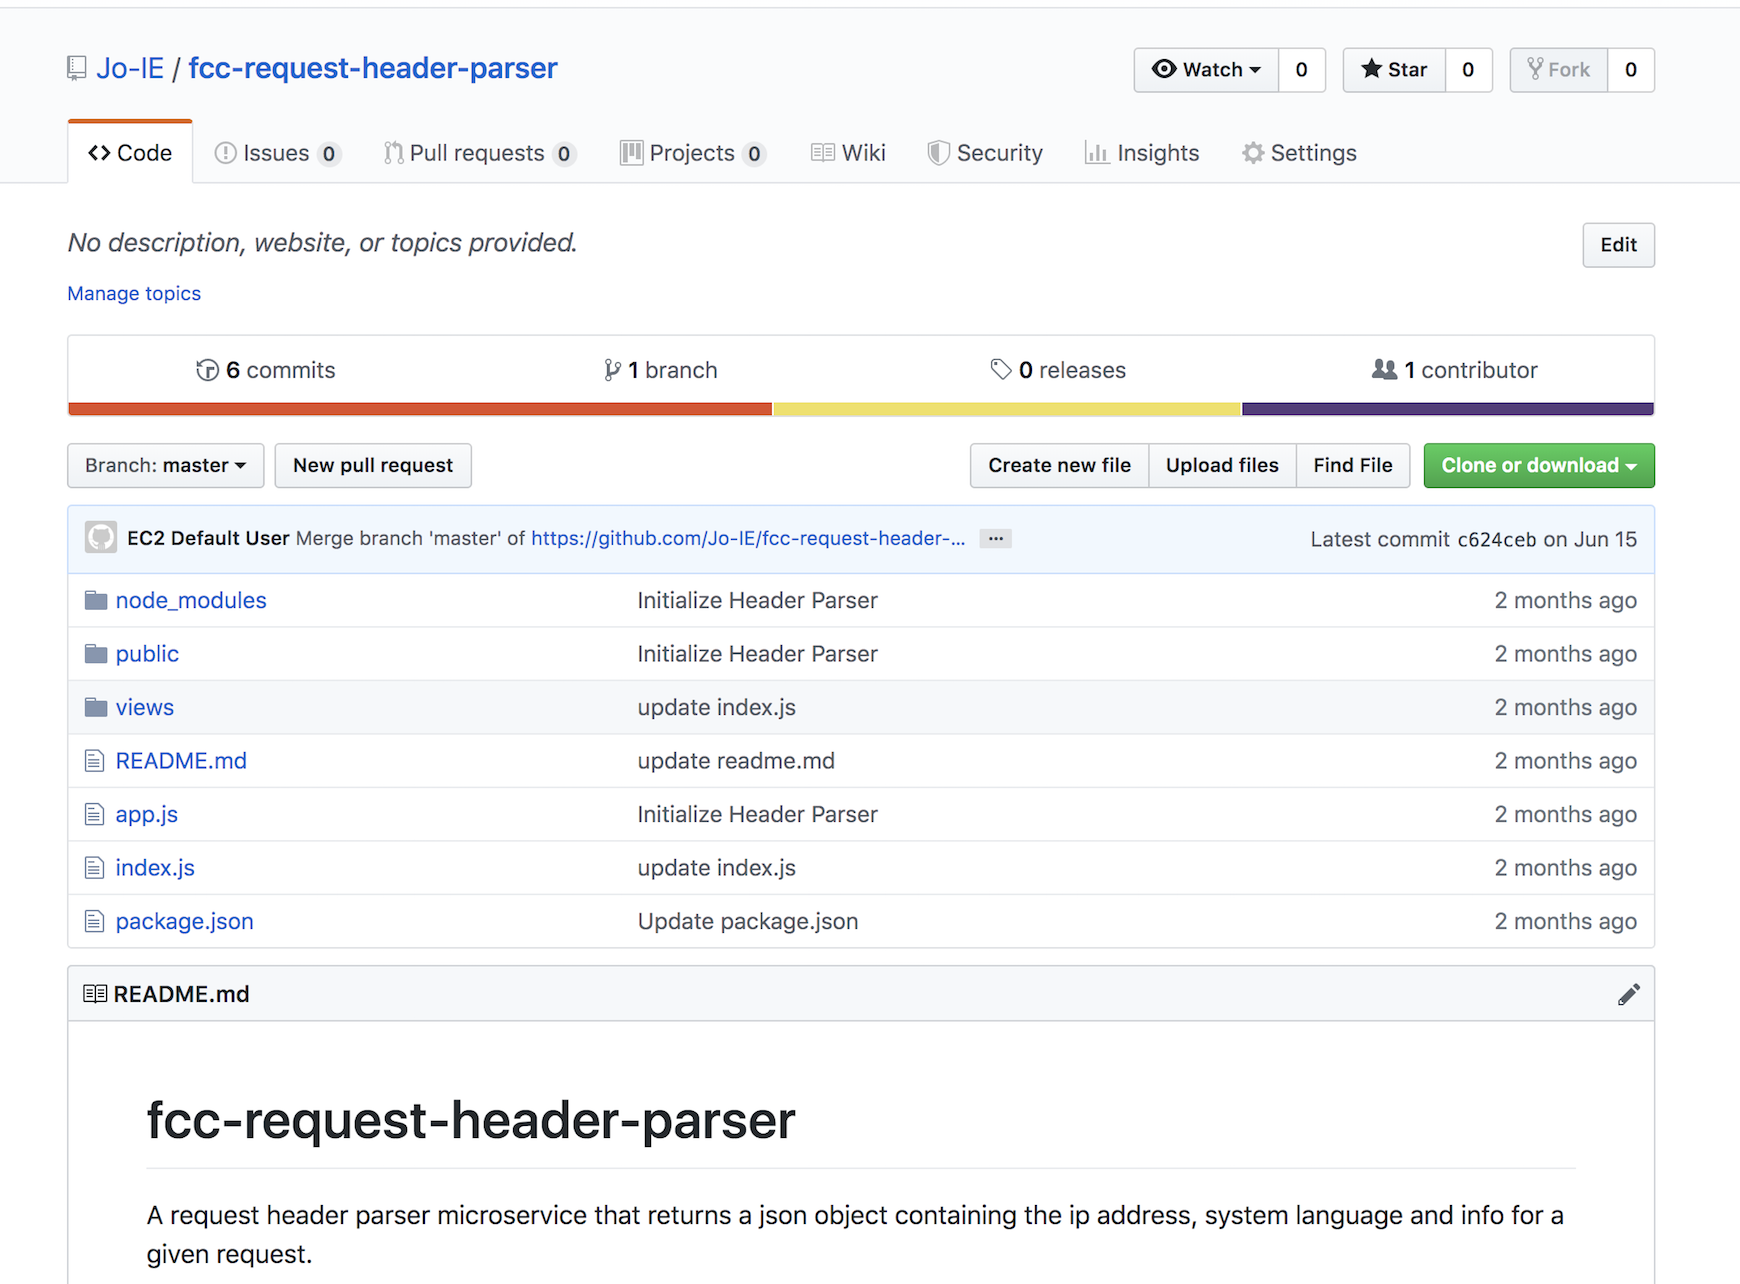 Jo-IE / fcc-request-header-parser
Watch 0 Star 0 Fork 0
Code Issues 0 Pull requests 0 Projects 0 Wiki Security Insights Settings
No description, website, or topics provided.
Edit
Manage topics
6 commits 1 branch 0 releases 1 contributor
Branch: master New pull request Create new file Upload files Find File Clone or download
EC2 Default User Merge branch 'master' of https://github.com/Jo-IE/fcc-request-header-... ... Latest commit c624ceb on Jun 15
node_modules Initialize Header Parser 2 months ago
public Initialize Header Parser 2 months ago
views update index.js 2 months ago
README.md update readme.md 2 months ago
app.js Initialize Header Parser 2 months ago
index.js update index.js 2 months ago
package.json Update package.json 2 months ago
README.md
fcc-request-header-parser
A request header parser microservice that returns a json object containing the ip address, system language and info for a
given request.